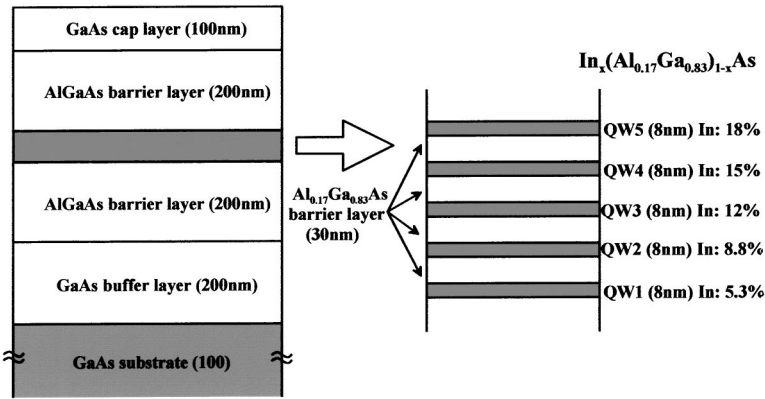 GaAs cap layer (100nm)
AlGaAs barrier layer (200nm)
AlGaAs barrier layer (200nm)
GaAs buffer layer (200nm)
GaAs substrate (100)
Al0.17Ga0.83As
barrier layer
(30nm)
Inx(Al0.17Ga0.83)1-xAs
QW5 (8nm) In: 18%
QW4 (8nm) In: 15%
QW3 (8nm) In: 12%
QW2 (8nm) In: 8.8%
QW1 (8nm) In: 5.3%